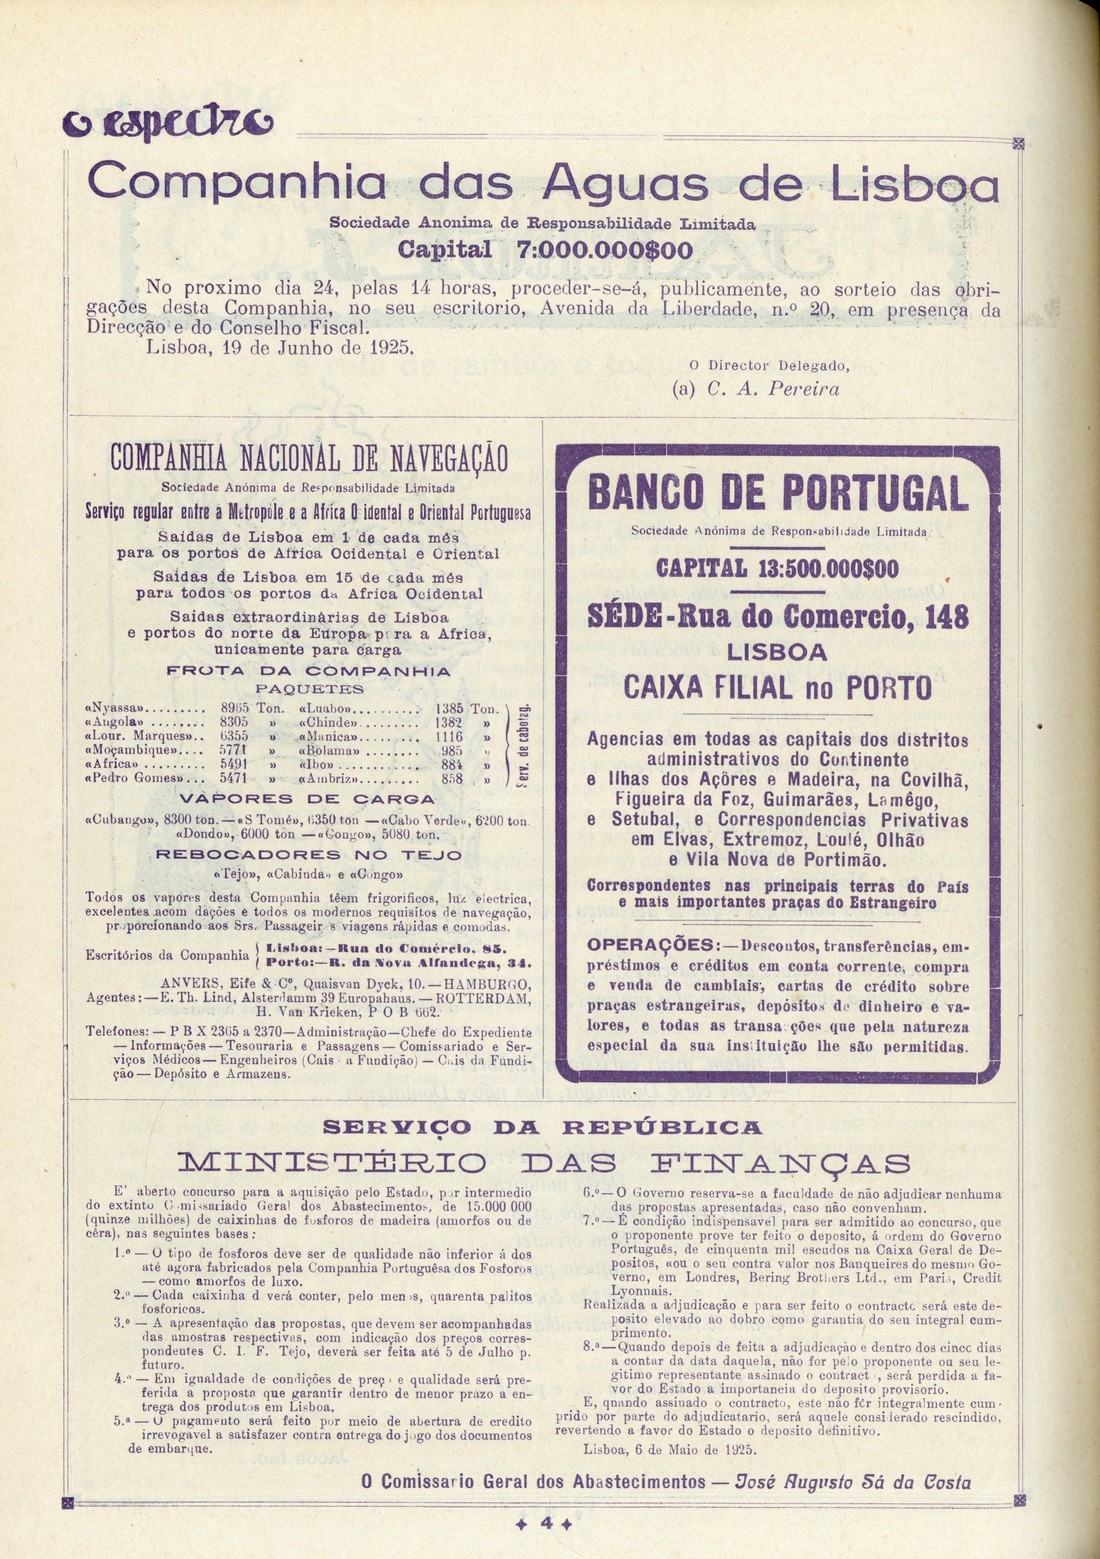 o espectro
Companhia das Aguas de Lisboa
Sociedade Anonima de Responsabilidade Limitada
Capital 7:000.000$00
No proximo dia 24, pelas 14 horas, proceder-se-á, publicamente, ao sorteio das obri-
gações desta Companhia, no seu escritorio, Avenida da Liberdade, n.º 20, em presença da
Direcção e do Conselho Fiscal.
Lisboa, 19 de Junho de 1925.
O Director Delegado,
(a) C. A. Pereira
COMPANHIA NACIONAL DE NAVEGAÇÃO
Sociedade Anónima de Responsabilidade Limitada
Serviço regular entre a Metrópole e a Africa O idental e Oriental Portuguesa
Saídas de Lisboa em 1 de cada mês
para os portos de Africa Ocidental e Oriental
Saidas de Lisboa em 15 de cada mês
para todos os portos da Africa Ocidental
Saidas extraordinárias de Lisboa
e portos do norte da Europa para a Africa,
unicamente para carga
FROTA DA COMPANHIA
PAQUETES
«Nyassa»......... 8965 Ton. «Luabo».......... 1385 Ton.
«Angola» ........ 8305 » «Chinde»......... 1382 »
«Lour. Marques».. 6355 » «Manica»......... 1116 »
«Moçambique».... 5771 » «Bolama» ........ 985 »
«Africa» ......... 5491 » «Ibo» ............ 884 »
«Pedro Gomes»... 5471 » «Ambriz»......... 858 »
Serv. de cabotag.
VAPORES DE CARGA
«Cubango», 8300 ton.—«S Tomé», 6350 ton —«Cabo Verde», 6200 ton.
«Dondo», 6000 ton —«Congo», 5080 ton.
REBOCADORES NO TEJO
«Tejo», «Cabinda» e «Congo»
Todos os vapores desta Companhia têem frigorificos, luz electrica,
excelentes acom dações e todos os modernos requisitos de navegação,
proporcionando aos Srs. Passageir s viagens rápidas e comodas.
Escritórios da Companhia { Lisboa:—Rua do Comércio, 85.
Porto:—R. da Nova Alfandega, 34.
ANVERS, Eife & Cº, Quaisvan Dyck, 10.—HAMBURGO,
Agentes:—E. Th. Lind, Alsterdamm 39 Europahaus.—ROTTERDAM,
H. Van Krieken, P O B 662.
Telefones: — P B X 2365 a 2370—Administração—Chefe do Expediente
—Informações—Tesouraria e Passagens—Comissariado e Ser-
viços Médicos—Engenheiros (Cais a Fundição)—Cais da Fundi-
ção—Depósito e Armazens.
BANCO DE PORTUGAL
Sociedade Anónima de Responsabilidade Limitada
CAPITAL 13:500.000$00
SÉDE-Rua do Comercio, 148
LISBOA
CAIXA FILIAL no PORTO
Agencias em todas as capitais dos distritos
administrativos do Continente
e Ilhas dos Açôres e Madeira, na Covilhã,
Figueira da Foz, Guimarães, Lamêgo,
e Setubal, e Correspondencias Privativas
em Elvas, Extremoz, Loulé, Olhão
e Vila Nova de Portimão.
Correspondentes nas principais terras do País
e mais importantes praças do Estrangeiro
OPERAÇÕES:—Descontos, transferências, em-
préstimos e créditos em conta corrente, compra
e venda de cambiais, cartas de crédito sobre
praças estrangeiras, depósitos de dinheiro e va-
lores, e todas as transacções que pela natureza
especial da sua instituição lhe são permitidas.
SERVIÇO DA REPÚBLICA
MINISTÉRIO DAS FINANÇAS
E' aberto concurso para a aquisição pelo Estado, por intermedio
do extinto Comissariado Geral dos Abastecimentos, de 15.000 000
(quinze milhões) de caixinhas de fosforos de madeira (amorfos ou de
cêra), nas seguintes bases:
1.º — O tipo de fosforos deve ser de qualidade não inferior á dos
até agora fabricados pela Companhia Portuguêsa dos Fosforos
—como amorfos de luxo.
2.º — Cada caixinha d verá conter, pelo menos, quarenta palitos
fosforicos.
3.º — A apresentação das propostas, que devem ser acompanhadas
das amostras respectivas, com indicação dos preços corres-
pondentes C. I. F. Tejo, deverá ser feita até 5 de Julho p.
futuro.
4.º — Em igualdade de condições de preço e qualidade será pre-
ferida a proposta que garantir dentro de menor prazo a en-
trega dos produtos em Lisboa.
5.ª — O pagamento será feito por meio de abertura de credito
irrevogavel a satisfazer contra entrega do jogo dos documentos
de embarque.
6.º—O Governo reserva-se a faculdade de não adjudicar nenhuma
das propostas apresentadas, caso não convenham.
7.º—É condição indispensavel para ser admitido ao concurso, que
o proponente prove ter feito o deposito, á ordem do Governo
Português, de cinquenta mil escudos na Caixa Geral de De-
positos, «ou o seu contra valor nos Banqueires do mesmo Go-
verno, em Londres, Bering Brothers Ltd., em Paris, Credit
Lyonnais.
Realizada a adjudicação e para ser feito o contracto será este de-
posito elevado ao dobro como garantia do seu integral cum-
primento.
8.ª—Quando depois de feita a adjudicação e dentro dos cinco dias
a contar da data daquela, não for pelo proponente ou seu le-
gitimo representante assinado o contract , será perdida a fa-
vor do Estado a importancia do deposito provisorio.
E, quando assinado o contracto, este não fôr integralmente cum-
prido por parte do adjudicatario, será aquele considerado rescindido,
revertendo a favor do Estado o deposito definitivo.
Lisboa, 6 de Maio de 1925.
O Comissario Geral dos Abastecimentos — José Augusto Sá da Costa
4